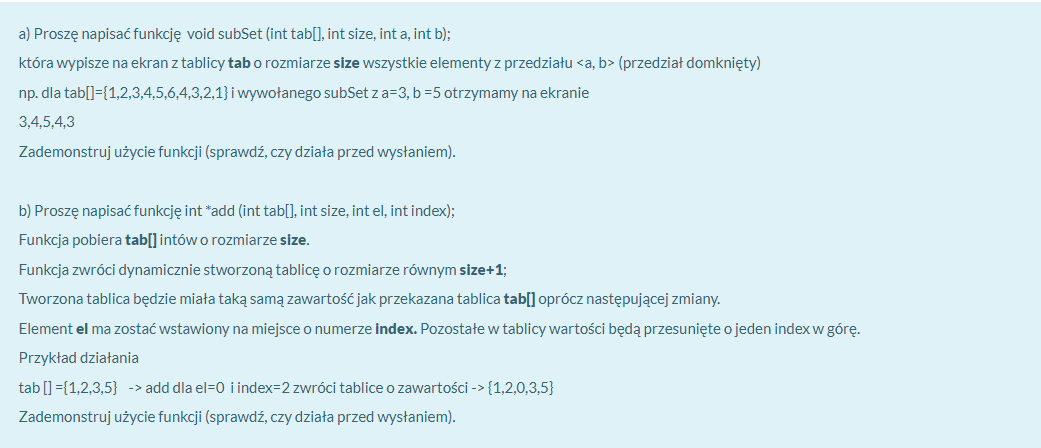 a) Proszę napisać funkcję void subSet (int tab[], int size, int a, int b);
która wypisze na ekran z tablicy tab o rozmiarze size wszystkie elementy z przedziału <a, b> (przedział domknięty)
np. dla tab[]={1,2,3,4,5,6,4,3,2,1} i wywołanego subSet z a=3, b =5 otrzymamy na ekranie
3,4,5,4,3
Zademonstruj użycie funkcji (sprawdź, czy działa przed wysłaniem).
b) Proszę napisać funkcję int *add (int tab[], int size, int el, int index);
Funkcja pobiera tab[] intów o rozmiarze size.
Funkcja zwróci dynamicznie stworzoną tablicę o rozmiarze równym size+1;
Tworzona tablica będzie miała taką samą zawartość jak przekazana tablica tab[] oprócz następującej zmiany.
Element el ma zostać wstawiony na miejsce o numerze index. Pozostałe w tablicy wartości będą przesunięte o jeden index w górę.
Przykład działania
tab [] ={1,2,3,5} -> add dla el=0 i index=2 zwróci tablice o zawartości -> {1,2,0,3,5}
Zademonstruj użycie funkcji (sprawdź, czy działa przed wysłaniem).